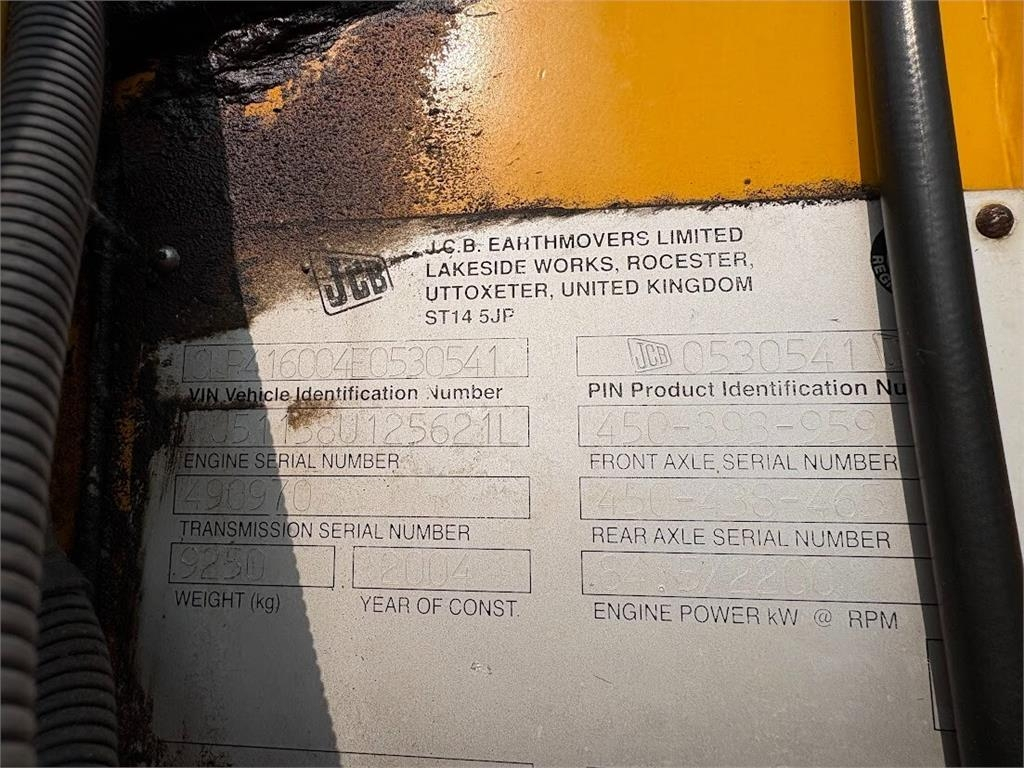 JCB
J.C.B. EARTHMOVERS LIMITED
LAKESIDE WORKS, ROCESTER,
UTTOXETER, UNITED KINGDOM
ST14 5JP
JCB 0530541
VIN Vehicle Identification Number
PIN Product Identification
ENGINE SERIAL NUMBER
450-393-959
FRONT AXLE SERIAL NUMBER
TRANSMISSION SERIAL NUMBER
REAR AXLE SERIAL NUMBER
9250
2004
WEIGHT (kg)
YEAR OF CONST.
ENGINE POWER kW @ RPM